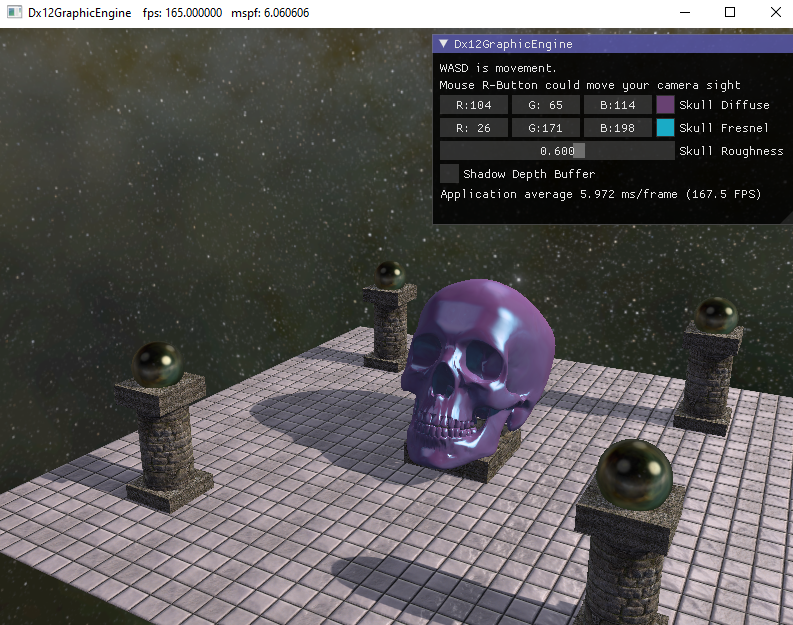 Dx12GraphicEngine fps: 165.000000 mspf: 6.060606
Dx12GraphicEngine
WASD is movement.
Mouse R-Button could move your camera sight
R:104 G: 65 B:114 Skull Diffuse
R: 26 G:171 B:198 Skull Fresnel
0.600 Skull Roughness
Shadow Depth Buffer
Application average 5.972 ms/frame (167.5 FPS)